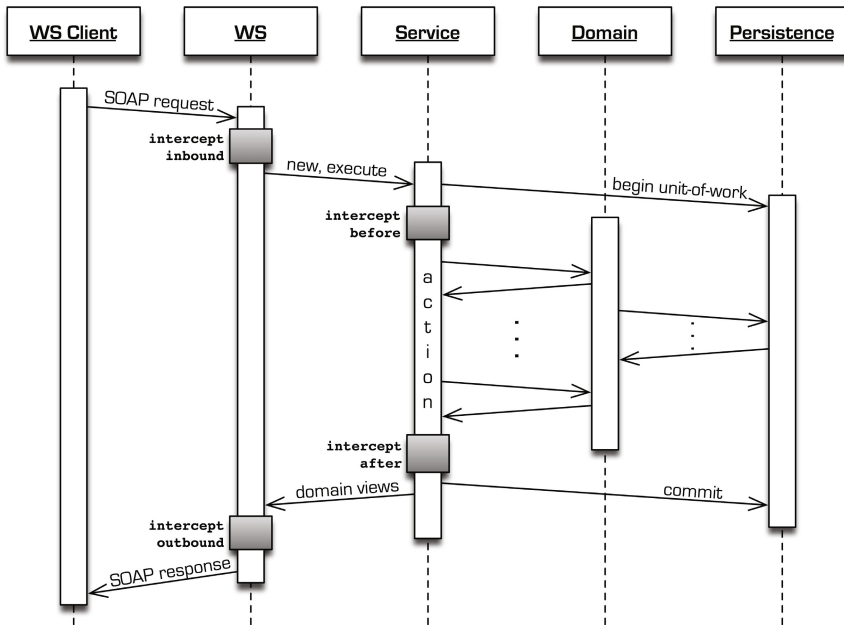 WS Client
WS
Service
Domain
Persistence
SOAP request
intercept
inbound
new, execute
begin unit-of-work
intercept
before
a
c
t
i
o
n
intercept
after
domain views
commit
intercept
outbound
SOAP response